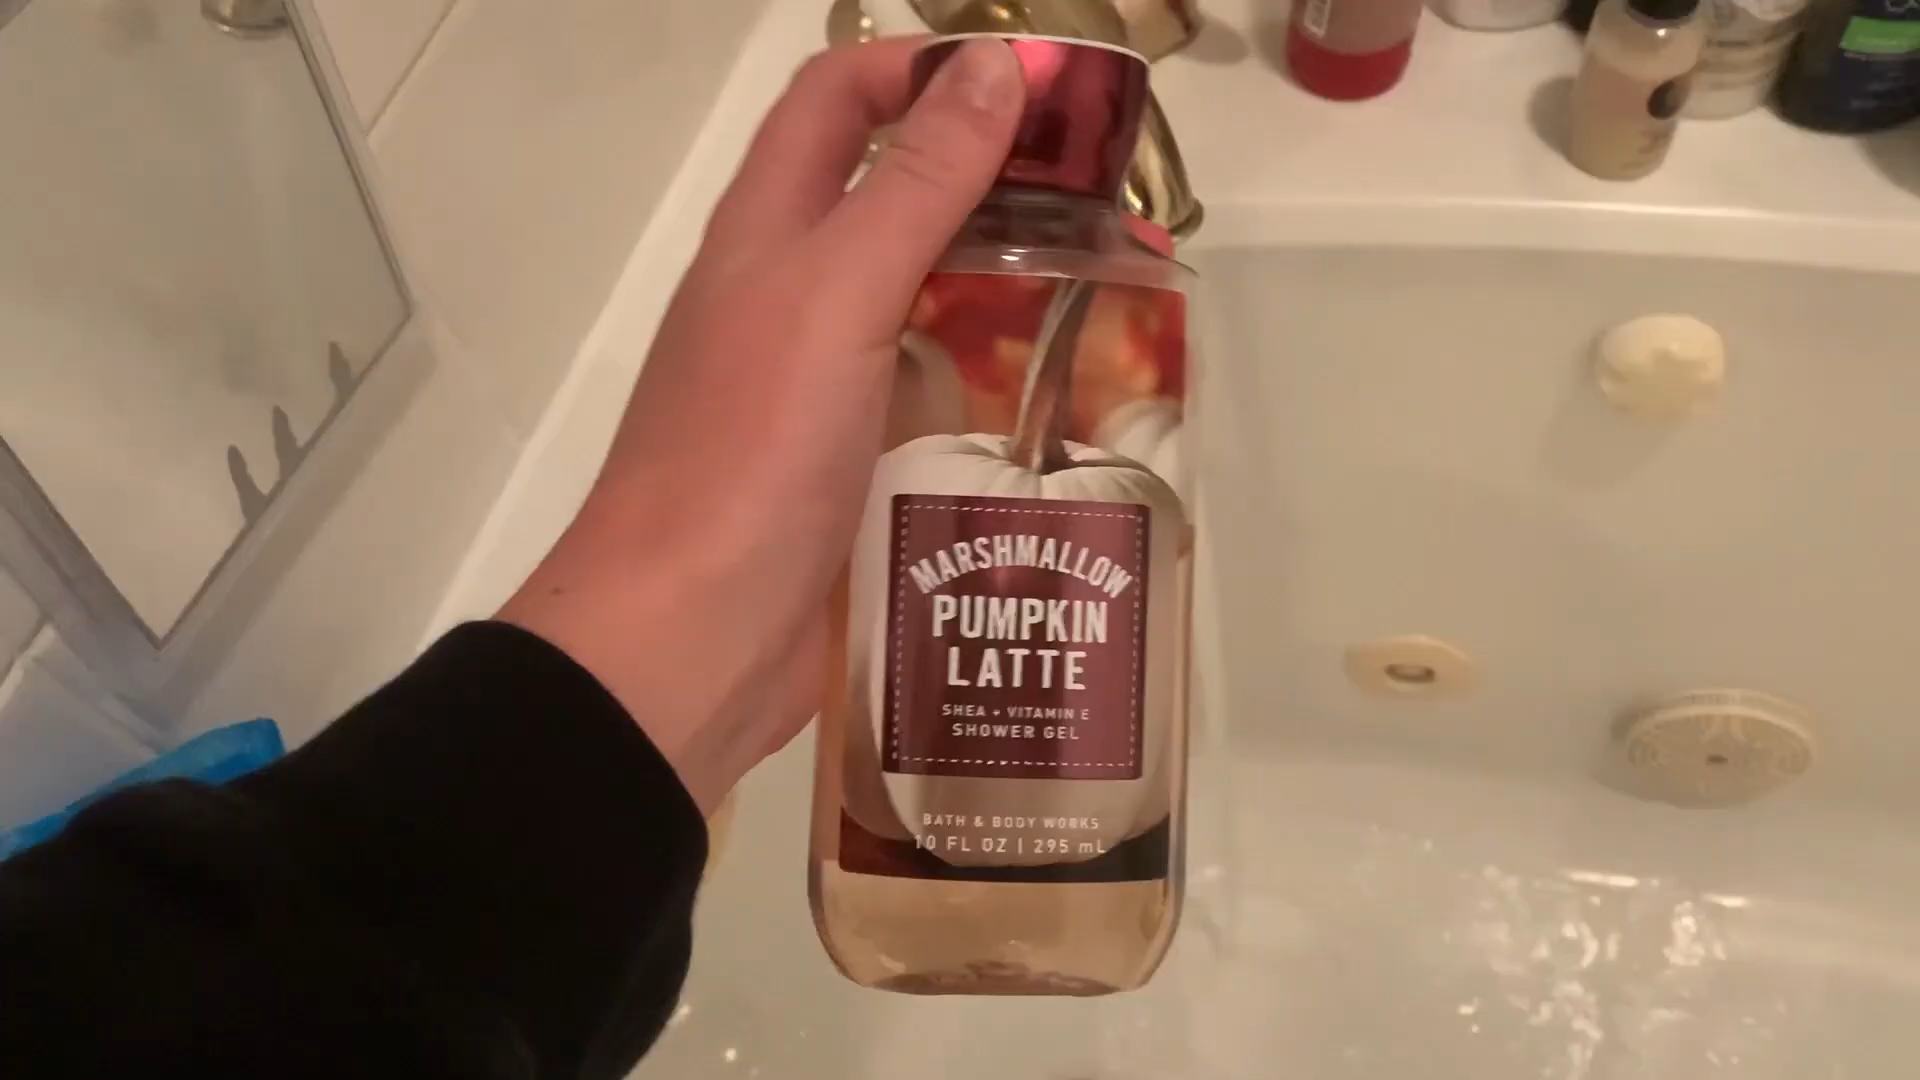 MARSHMALLOW
PUMPKIN
LATTE
SHEA + VITAMIN E
SHOWER GEL
BATH & BODY WORKS
10 FL OZ | 295 mL